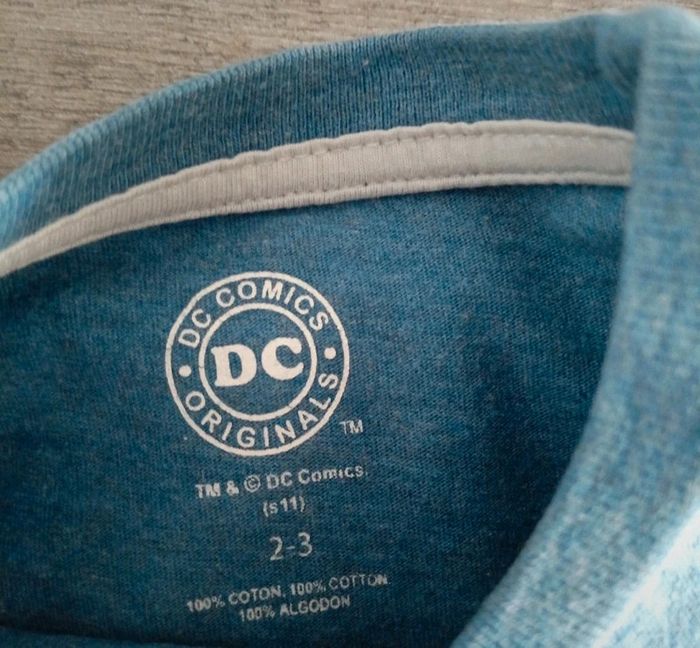 DC COMICS
DC
ORIGINALS
TM
TM & © DC Comics.
(s11)
2-3
100% COTON, 100% COTTON
100% ALGODON